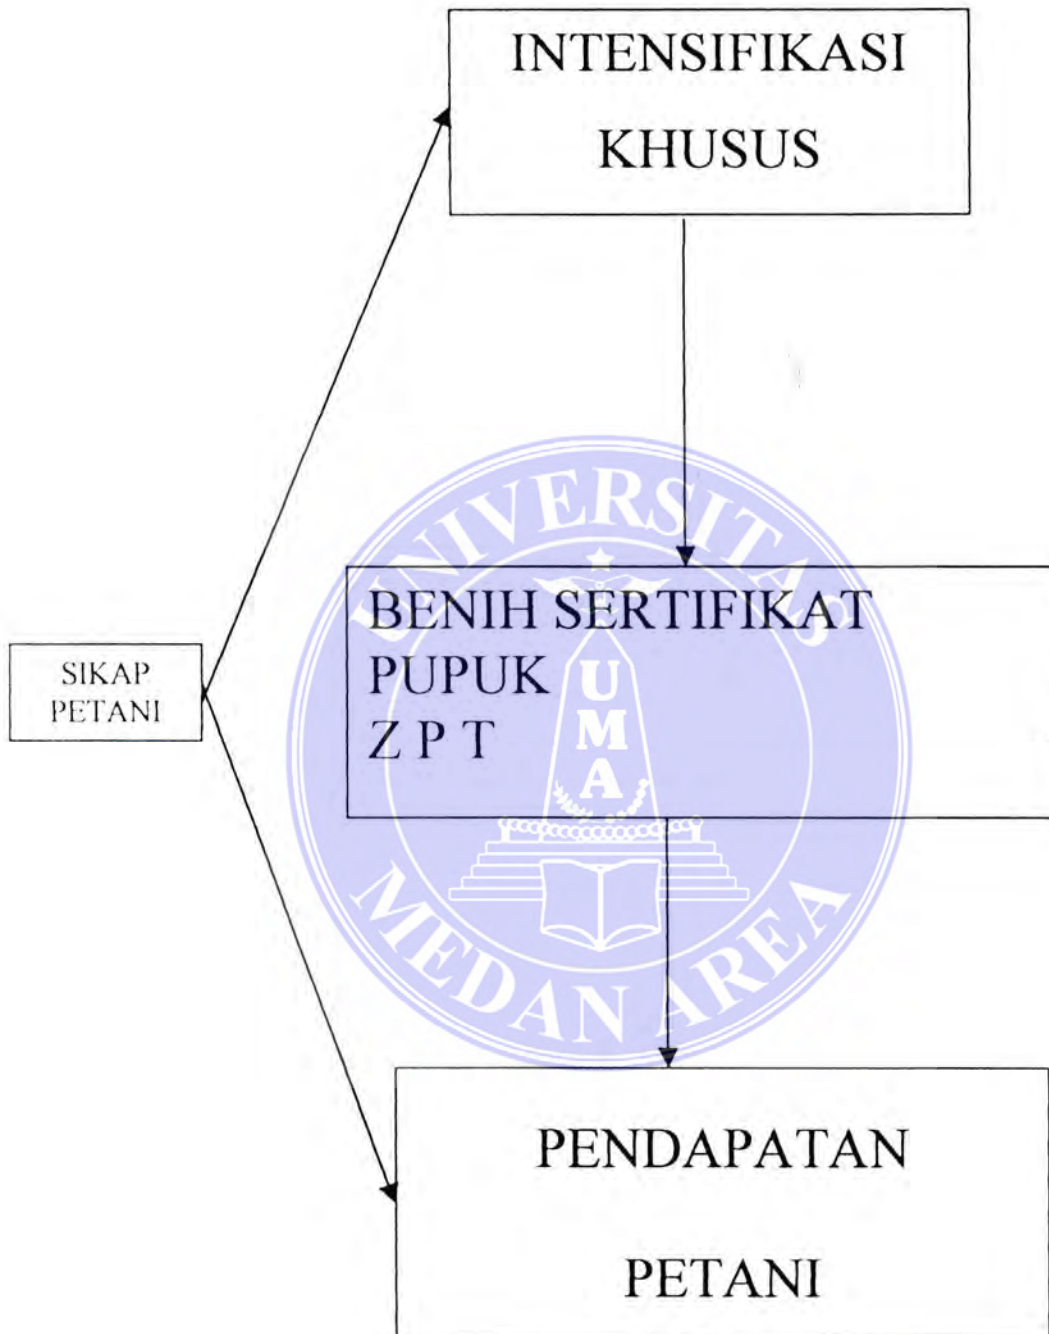 INTENSIFIKASI
KHUSUS
UNIVERSITAS
BENIH SERTIFIKAT
PUPUK
Z P T
SIKAP
PETANI
UMA
MEDAN AREA
PENDAPATAN
PETANI